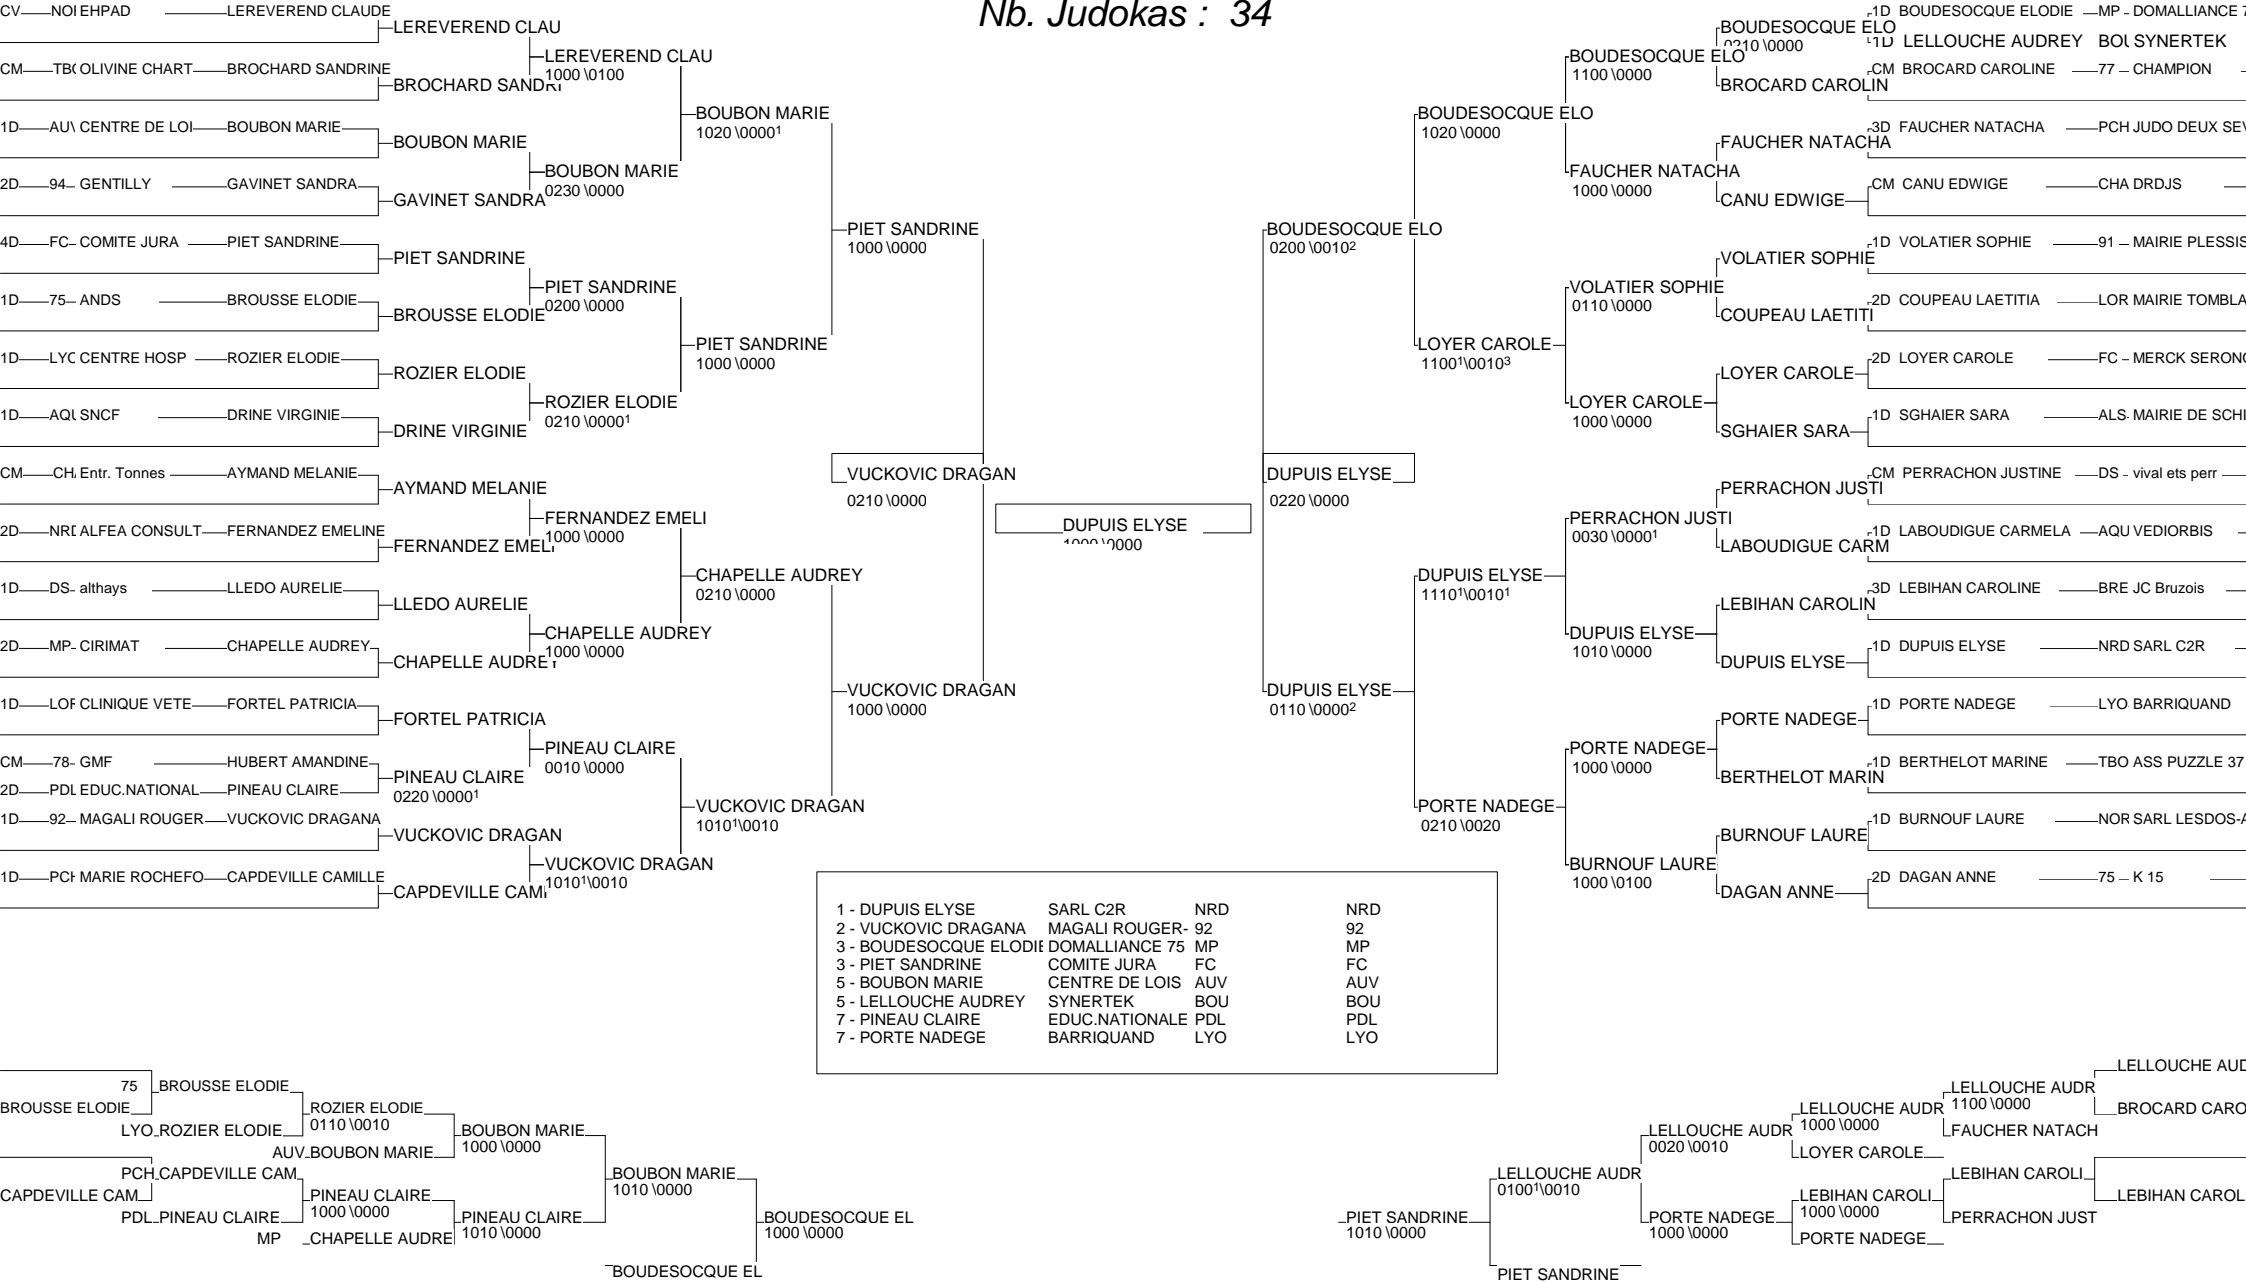 Nb. Judokas : 34
CV NOI EHPAD LEREVEREND CLAUDE
CM TB( OLIVINE CHART BROCHARD SANDRINE
1D AU\ CENTRE DE LOI BOUBON MARIE
2D 94 GENTILLY GAVINET SANDRA
4D FC COMITE JURA PIET SANDRINE
1D 75 ANDS BROUSSE ELODIE
1D LYC CENTRE HOSP ROZIER ELODIE
1D AQ SNCF DRINE VIRGINIE
CM CH Entr. Tonnes AYMAND MELANIE
2D NR ALFEA CONSULT FERNANDEZ EMELINE
1D DS althays LLEDO AURELIE
2D MP CIRIMAT CHAPELLE AUDREY
1D LOF CLINIQUE VETE FORTEL PATRICIA
CM 78 GMF HUBERT AMANDINE
2D PDL EDUC.NATIONAL PINEAU CLAIRE
1D 92 MAGALI ROUGER VUCKOVIC DRAGANA
1D PCH MARIE ROCHEFO CAPDEVILLE CAMILLE
LEREVEREND CLAU
BROCHARD SANDRI
BOUBON MARIE
GAVINET SANDRA
PIET SANDRINE
BROUSSE ELODIE
ROZIER ELODIE
DRINE VIRGINIE
AYMAND MELANIE
FERNANDEZ EMELI
LLEDO AURELIE
CHAPELLE AUDREY
FORTEL PATRICIA
PINEAU CLAIRE
0220 \0000¹
VUCKOVIC DRAGAN
CAPDEVILLE CAMI
LEREVEREND CLAU
1000 \0100
BOUBON MARIE
0230 \0000
PIET SANDRINE
0200 \0000
ROZIER ELODIE
0210 \0000¹
FERNANDEZ EMELI
1000 \0000
CHAPELLE AUDREY
1000 \0000
PINEAU CLAIRE
0010 \0000
VUCKOVIC DRAGAN
1010¹\0010
BOUBON MARIE
1020 \0000¹
PIET SANDRINE
1000 \0000
CHAPELLE AUDREY
0210 \0000
VUCKOVIC DRAGAN
1010¹\0010
PIET SANDRINE
1000 \0000
VUCKOVIC DRAGAN
1000 \0000
VUCKOVIC DRAGAN
0210 \0000
DUPUIS ELYSE
1000 \0000
DUPUIS ELYSE
0220 \0000
BOUDESOCQUE ELO
0200 \0010²
DUPUIS ELYSE
0110 \0000²
BOUDESOCQUE ELO
1020 \0000
LOYER CAROLE
1100¹\0010³
DUPUIS ELYSE
1110¹\0010¹
PORTE NADEGE
0210 \0020
BOUDESOCQUE ELO
1100 \0000
FAUCHER NATACHA
1000 \0000
VOLATIER SOPHIE
0110 \0000
LOYER CAROLE
1000 \0000
PERRACHON JUSTI
0030 \0000¹
DUPUIS ELYSE
1010 \0000
PORTE NADEGE
1000 \0000
BURNOUF LAURE
1000 \0100
BOUDESOCQUE ELO
0210 \0000
BROCARD CAROLIN
FAUCHER NATACHA
CANU EDWIGE
VOLATIER SOPHIE
COUPEAU LAETITI
LOYER CAROLE
SGHAIER SARA
PERRACHON JUSTI
LABOUDIGUE CARM
LEBIHAN CAROLIN
DUPUIS ELYSE
PORTE NADEGE
BERTHELOT MARIN
BURNOUF LAURE
DAGAN ANNE
1D BOUDESOCQUE ELODIE MP DOMALLIANCE 7
1D LELLOUCHE AUDREY BOU SYNERTEK
CM BROCARD CAROLINE 77 CHAMPION
3D FAUCHER NATACHA PCH JUDO DEUX SEV
CM CANU EDWIGE CHA DRDJS
1D VOLATIER SOPHIE 91 MAIRIE PLESSIS
2D COUPEAU LAETITIA LOR MAIRIE TOMBLA
2D LOYER CAROLE FC MERCK SERONO
1D SGHAIER SARA ALS MAIRIE DE SCHI
CM PERRACHON JUSTINE DS vival ets perr
1D LABOUDIGUE CARMELA AQU VEDIORBIS
3D LEBIHAN CAROLINE BRE JC Bruzois
1D DUPUIS ELYSE NRD SARL C2R
1D PORTE NADEGE LYO BARRIQUAND
1D BERTHELOT MARINE TBO ASS PUZZLE 37
1D BURNOUF LAURE NOR SARL LESDOS-A
2D DAGAN ANNE 75 K 15
1 - DUPUIS ELYSE SARL C2R NRD NRD
2 - VUCKOVIC DRAGANA MAGALI ROUGER- 92 92
3 - BOUDESOCQUE ELODIE DOMALLIANCE 75 MP MP
3 - PIET SANDRINE COMITE JURA FC FC
5 - BOUBON MARIE CENTRE DE LOIS AUV AUV
5 - LELLOUCHE AUDREY SYNERTEK BOU BOU
7 - PINEAU CLAIRE EDUC.NATIONALE PDL PDL
7 - PORTE NADEGE BARRIQUAND LYO LYO
BROUSSE ELODIE
CAPDEVILLE CAM
75 BROUSSE ELODIE
LYO ROZIER ELODIE
PCH CAPDEVILLE CAM
PDL PINEAU CLAIRE
ROZIER ELODIE
0110 \0010
AUV BOUBON MARIE
PINEAU CLAIRE
1000 \0000
MP CHAPELLE AUDRE
BOUBON MARIE
1000 \0000
PINEAU CLAIRE
1010 \0000
BOUBON MARIE
1010 \0000
BOUDESOCQUE EL
BOUDESOCQUE EL
1000 \0000
PIET SANDRINE
1010 \0000
LELLOUCHE AUDR
0100¹\0010
PIET SANDRINE
LELLOUCHE AUDR
0020 \0010
PORTE NADEGE
1000 \0000
LELLOUCHE AUDR
1000 \0000
LOYER CAROLE
LEBIHAN CAROLI
1000 \0000
PORTE NADEGE
LELLOUCHE AUDR
1100 \0000
FAUCHER NATACH
LEBIHAN CAROLI
PERRACHON JUST
LELLOUCHE AUD
BROCARD CARO
LEBIHAN CAROL